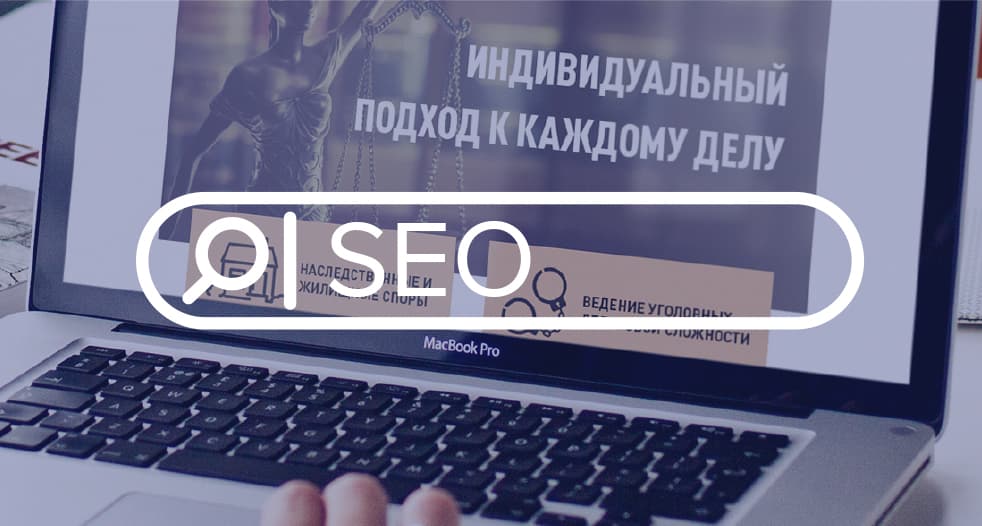 ИНДИВИДУАЛЬНЫЙ
ПОДХОД К КАЖДОМУ ДЕЛУ
SEO
НАСЛЕДСТВЕННЫЕ И
ЖИЛИЩНЫЕ СПОРЫ
ВЕДЕНИЕ УГОЛОВНЫХ
СЛОЖНОСТИ
MacBook Pro